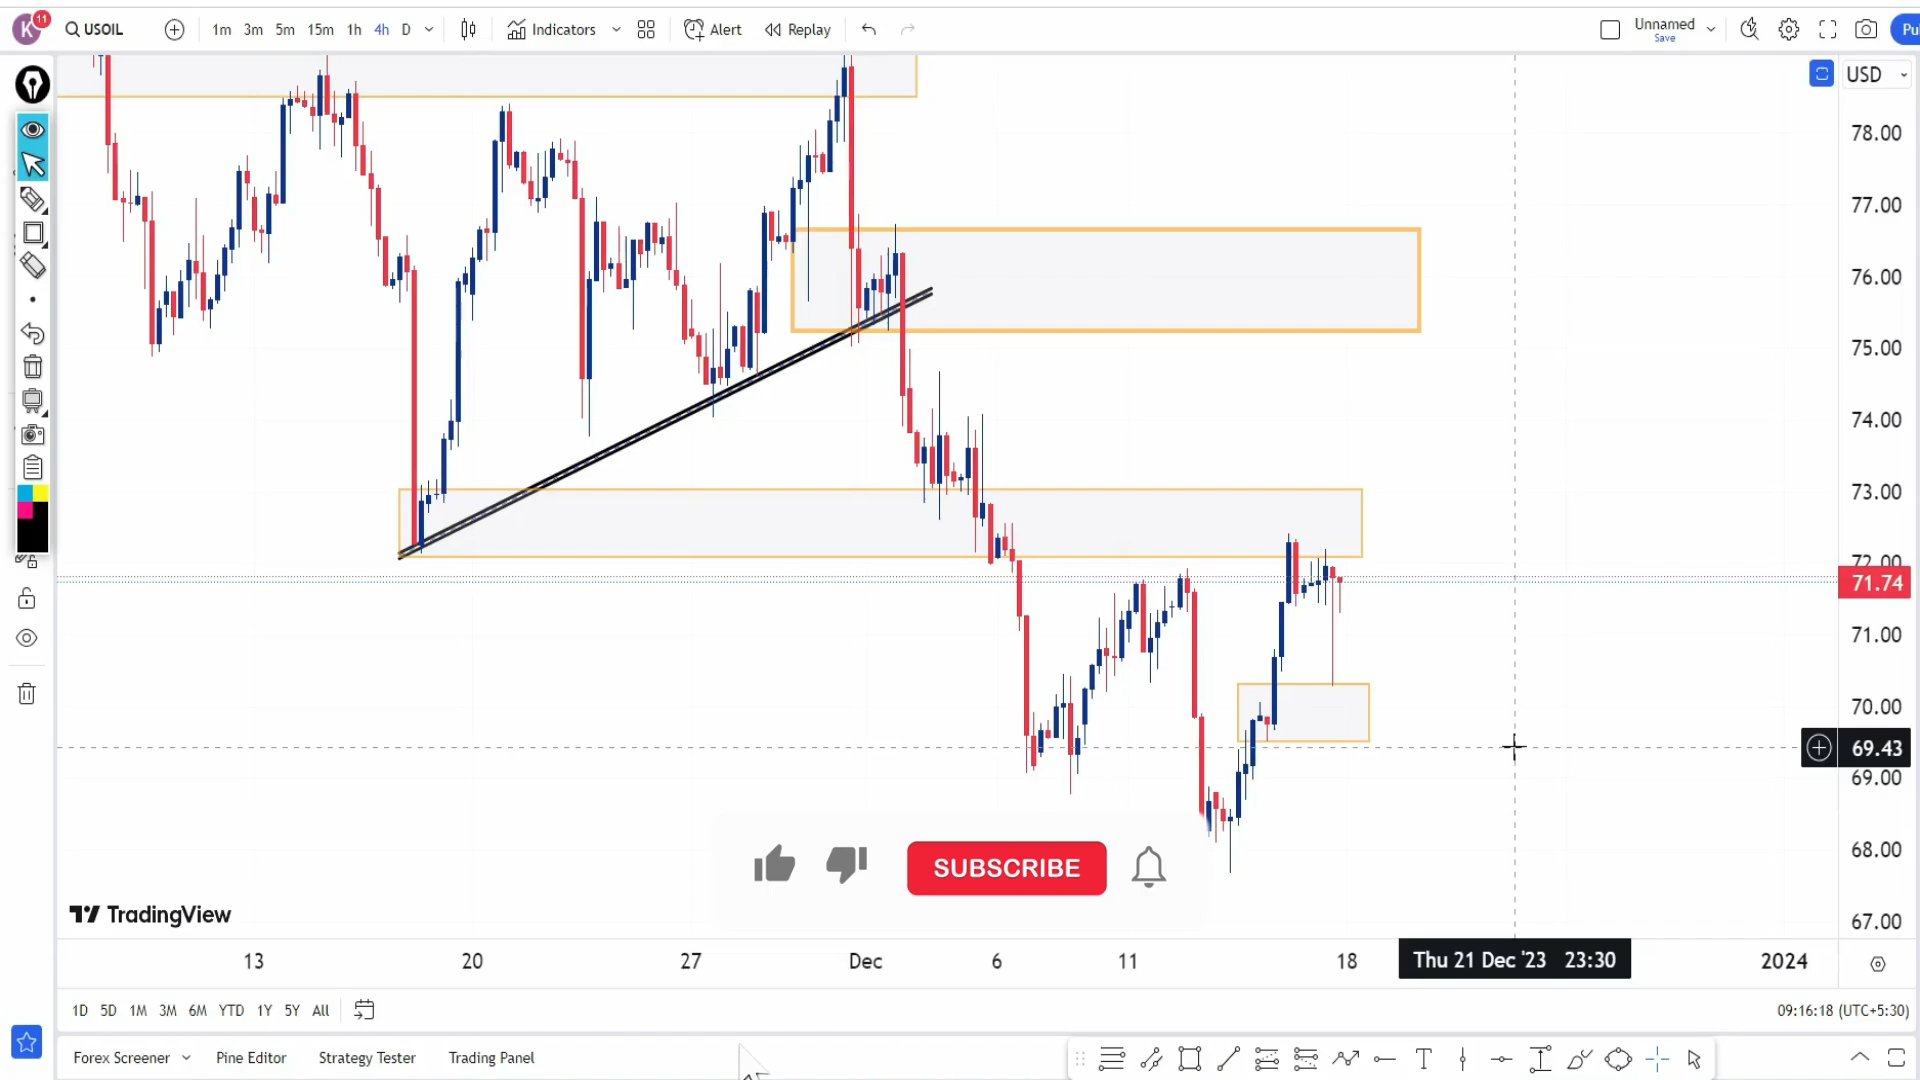 K 11 USOIL 1m 3m 5m 15m 1h 4h D Indicators Alert Replay Unnamed
Save
USD
78.00
77.00
76.00
75.00
74.00
73.00
72.00
71.74
71.00
70.00
69.43
69.00
68.00
67.00
SUBSCRIBE
TradingView
13 20 27 Dec 6 11 18 Thu 21 Dec '23 23:30 2024
1D 5D 1M 3M 6M YTD 1Y 5Y All 09:16:18 (UTC+5:30)
Forex Screener Pine Editor Strategy Tester Trading Panel